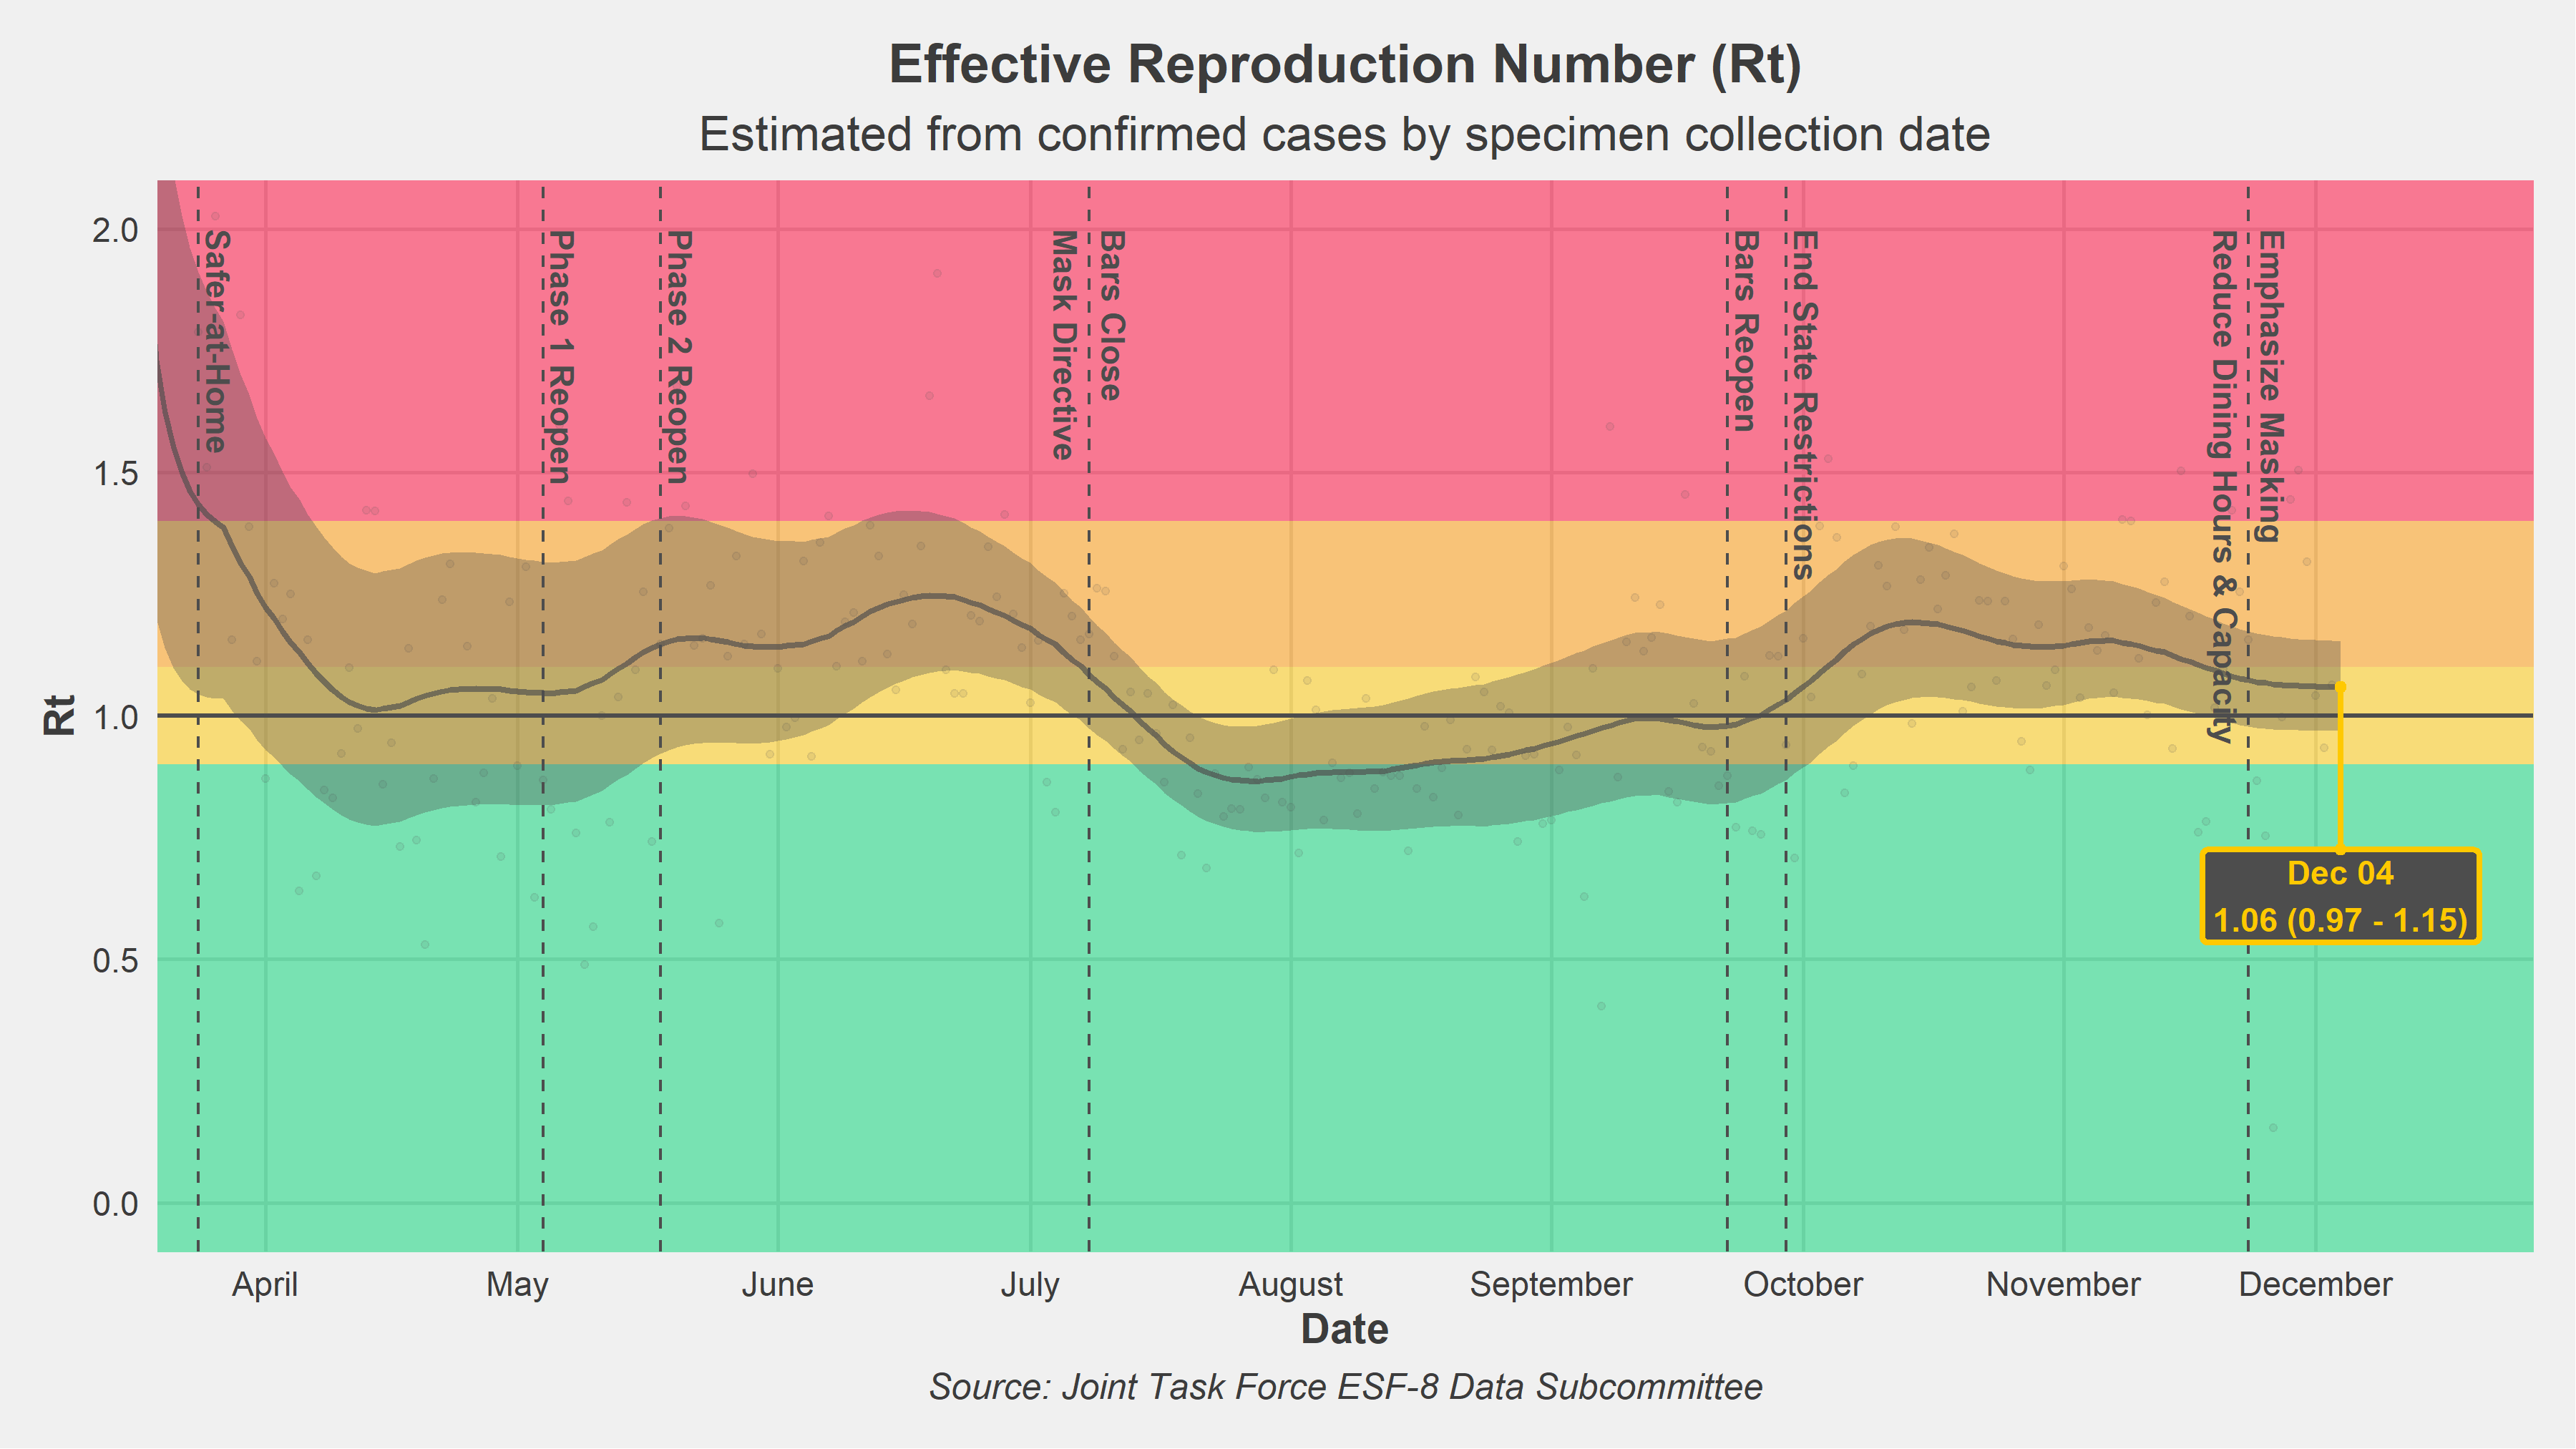 Effective Reproduction Number (Rt)
Estimated from confirmed cases by specimen collection date
Rt
2.0
1.5
1.0
0.5
0.0
Safer-at-Home
Phase 1 Reopen
Phase 2 Reopen
Mask Directive
Bars Close
Bars Reopen
End State Restrictions
Reduce Dining Hours & Capacity
Emphasize Masking
Dec 04
1.06 (0.97 - 1.15)
April May June July August September October November December
Date
Source: Joint Task Force ESF-8 Data Subcommittee